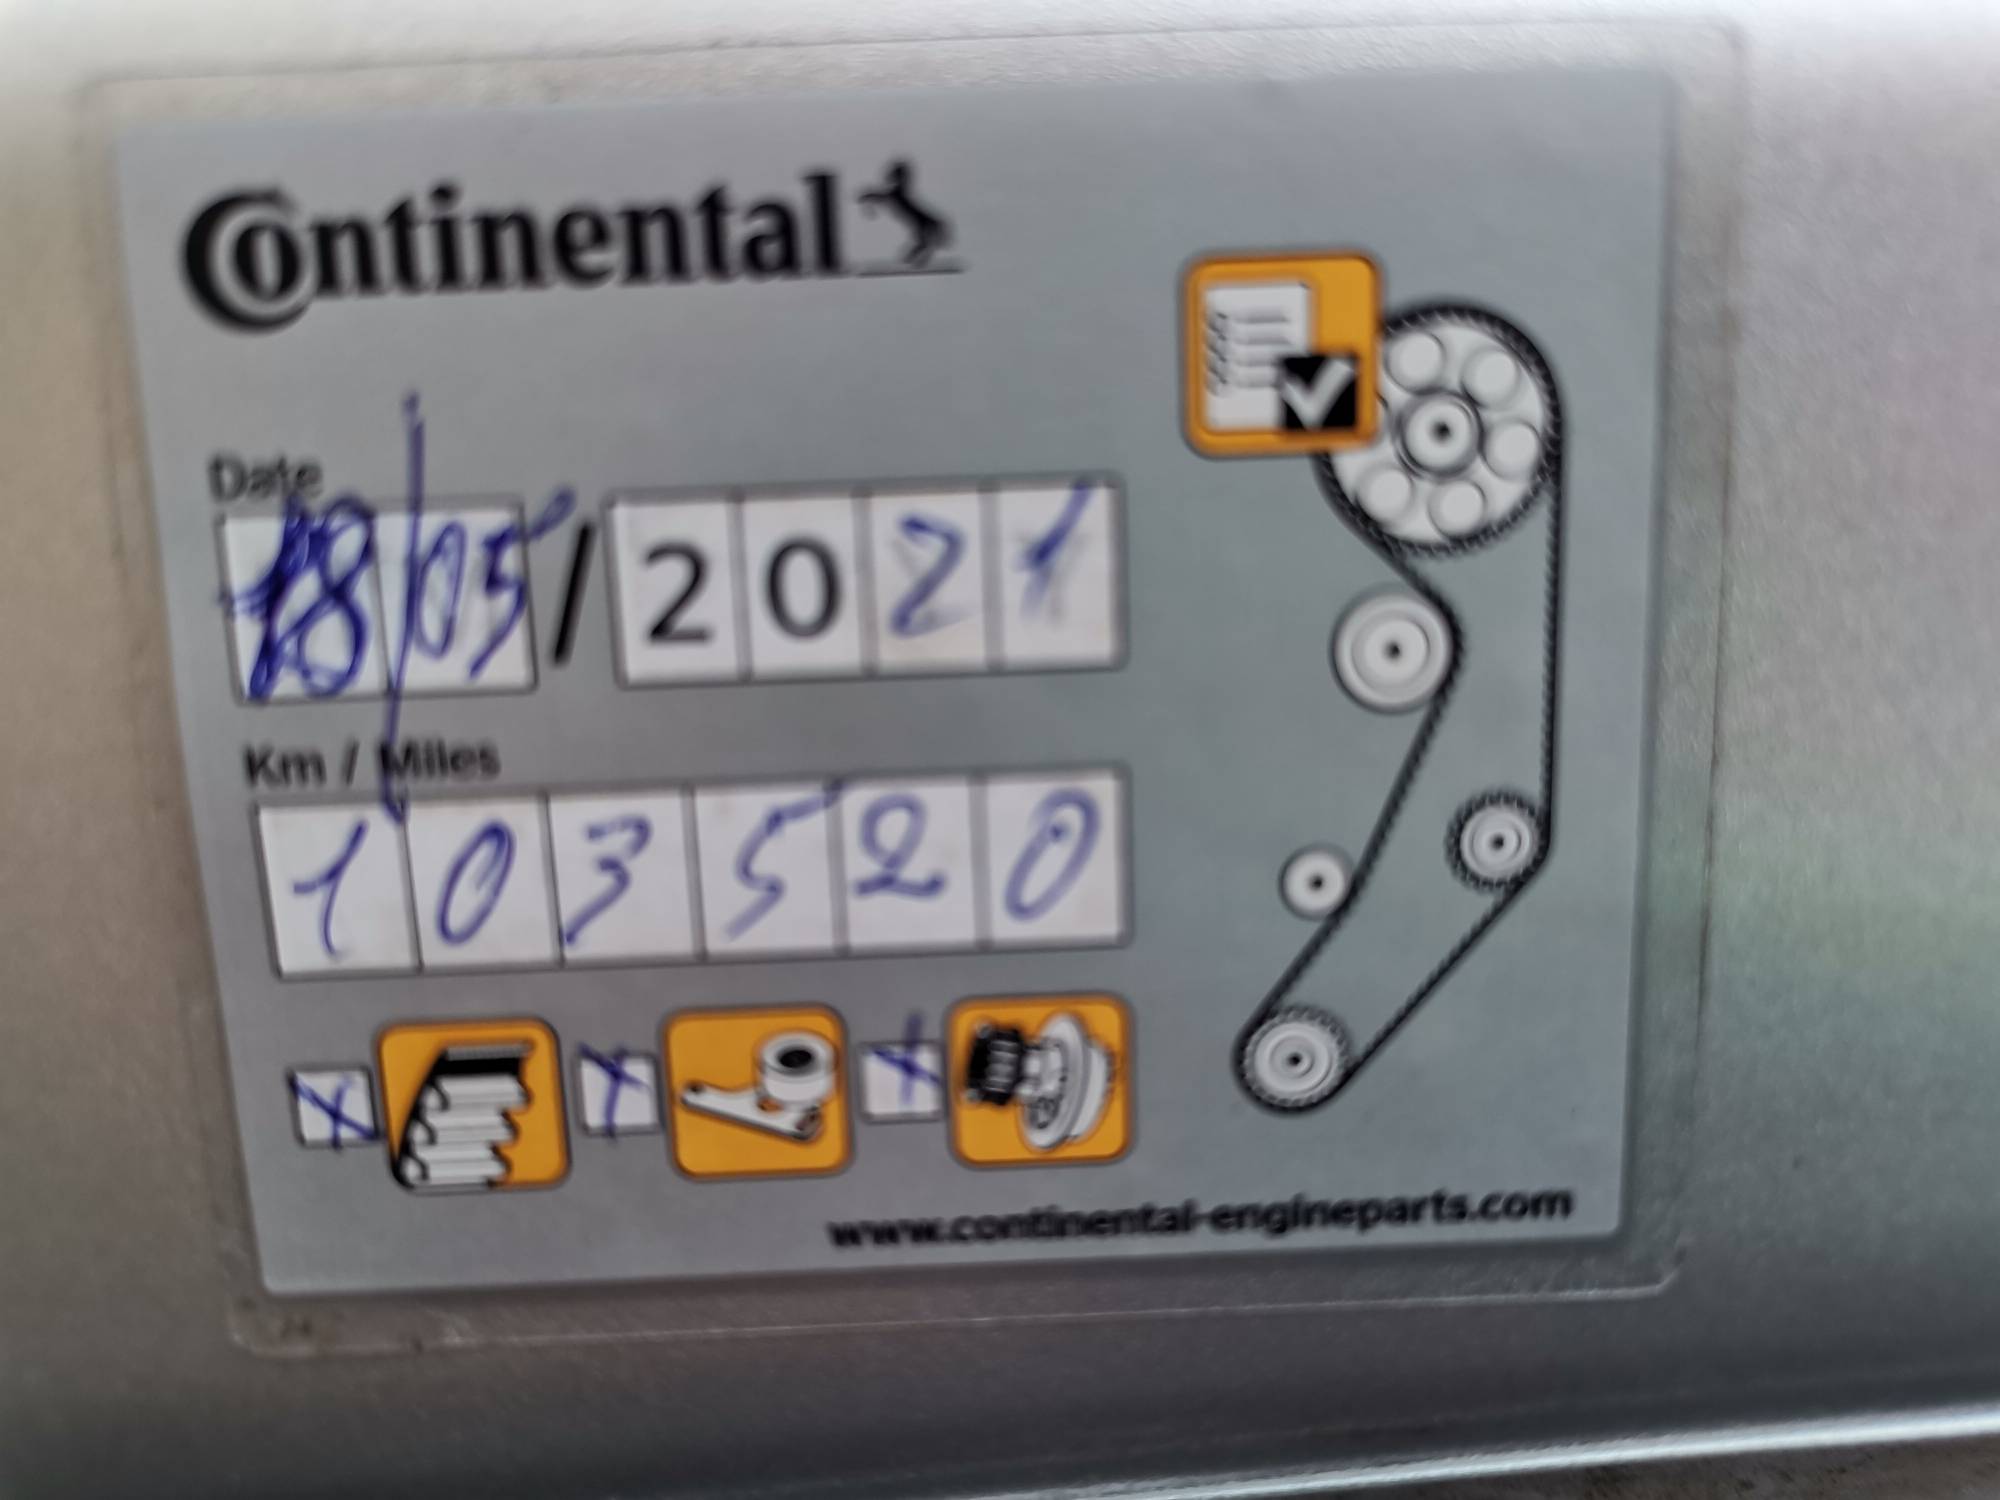 Continental
Date
18/05/2021
Km / Miles
103520
x x x
www.continental-engineparts.com